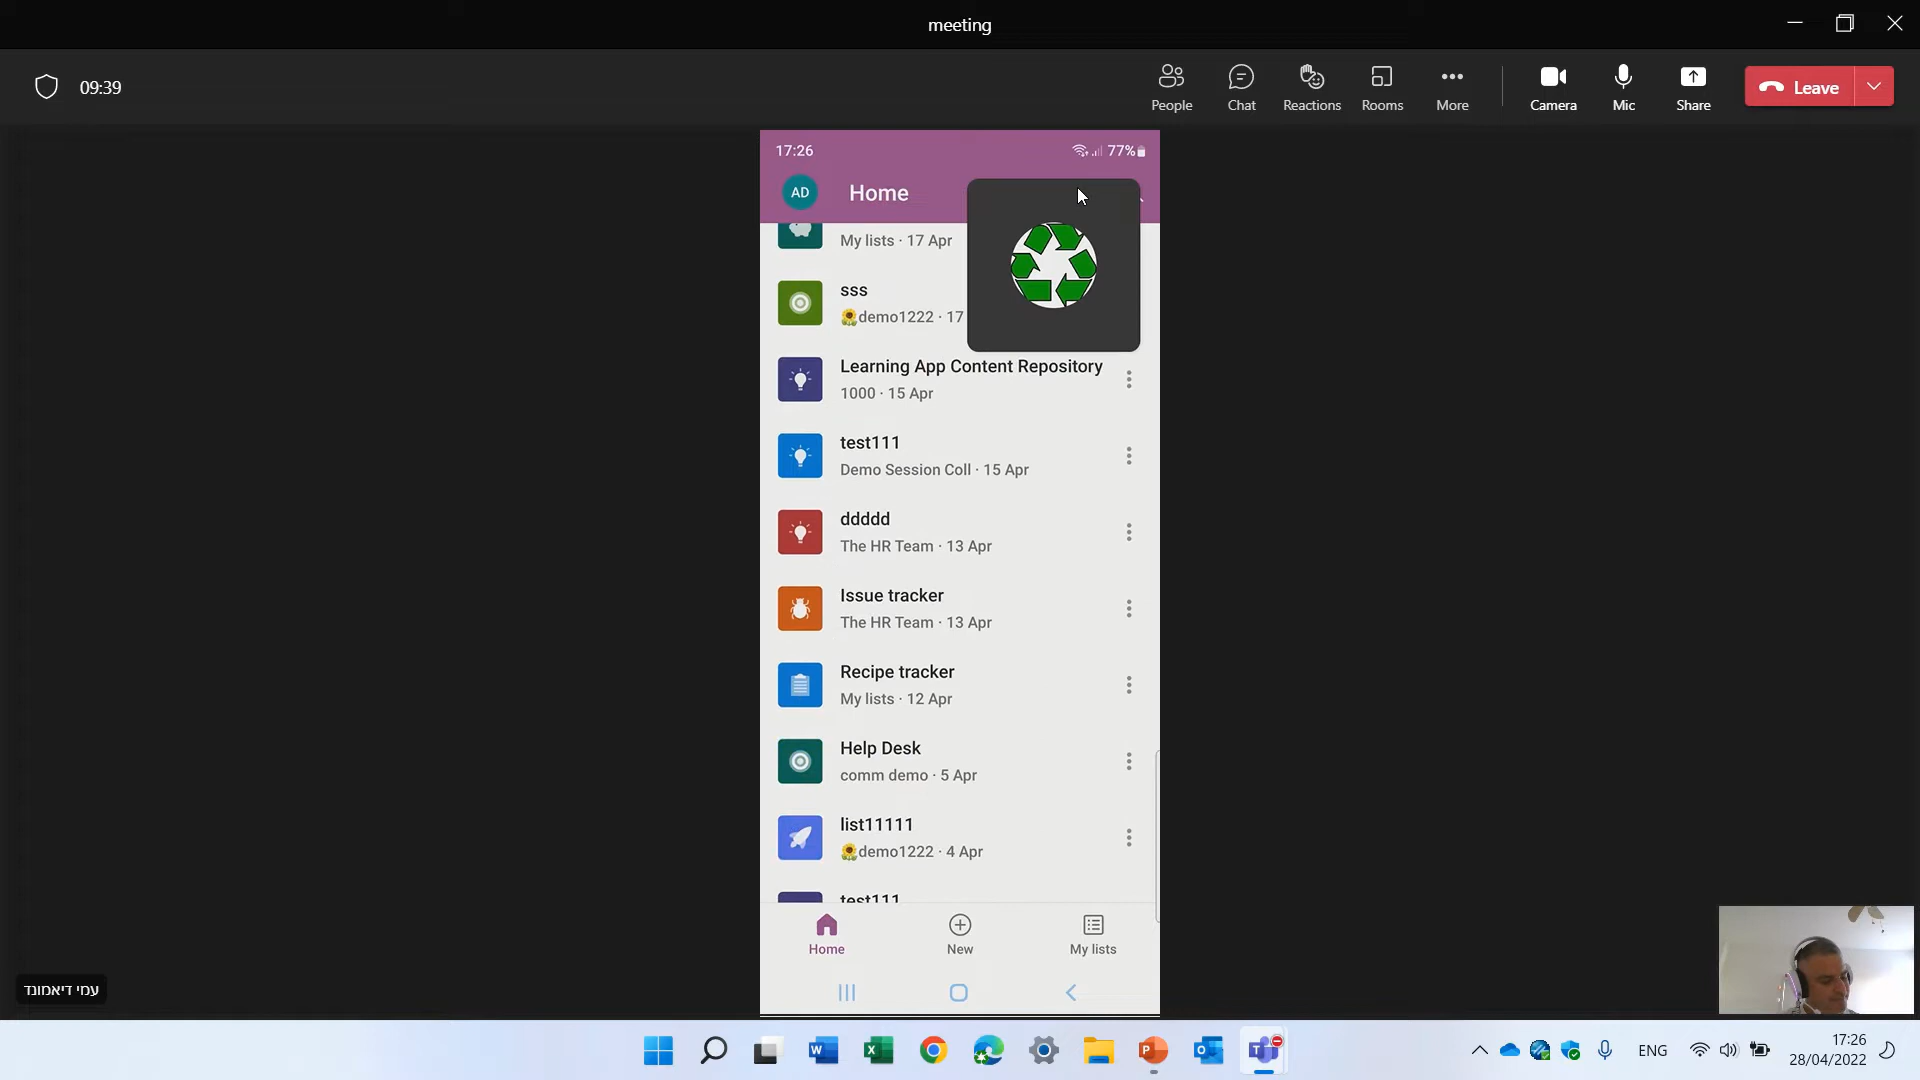 meeting
09:39
People
Chat
Reactions
Rooms
More
Camera
Mic
Share
Leave
17:26
77%
AD
Home
My lists · 17 Apr
sss
🌻demo1222 · 17
Learning App Content Repository
1000 · 15 Apr
test111
Demo Session Coll · 15 Apr
ddddd
The HR Team · 13 Apr
Issue tracker
The HR Team · 13 Apr
Recipe tracker
My lists · 12 Apr
Help Desk
comm demo · 5 Apr
list11111
🌻demo1222 · 4 Apr
test111
Home
New
My lists
עמי דיאמונד
ENG
17:26
28/04/2022